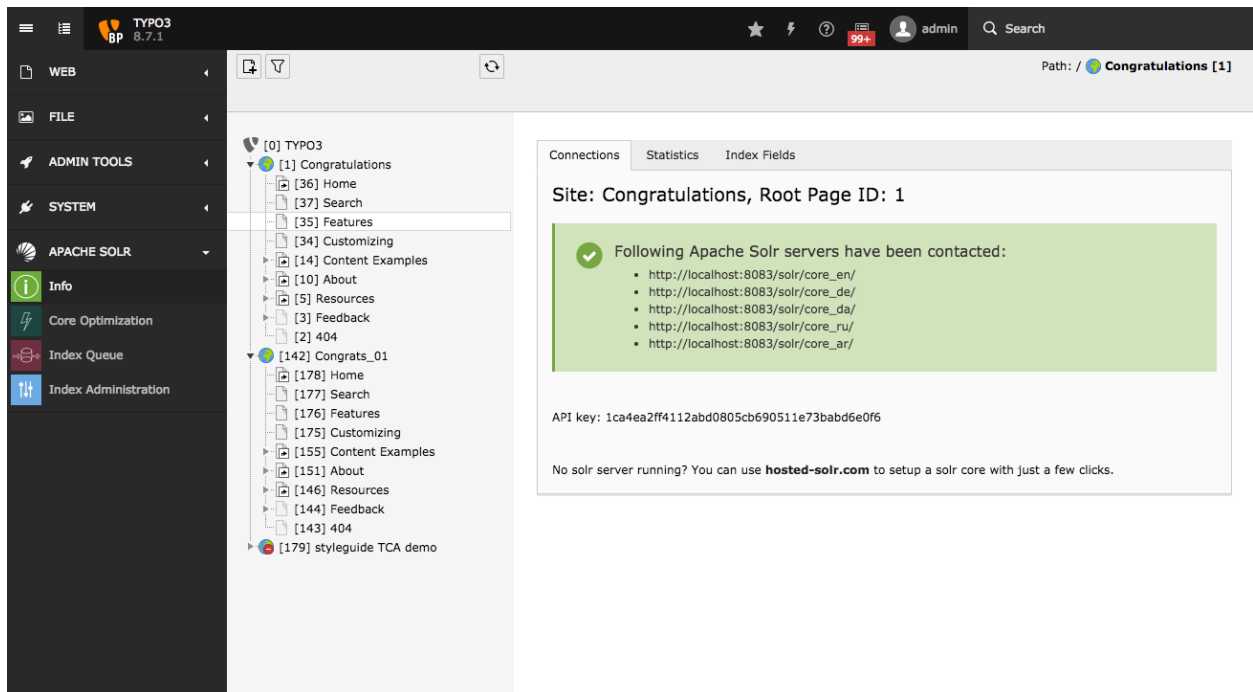 TYPO3
8.7.1
BP
99+
admin
Search
WEB
FILE
ADMIN TOOLS
SYSTEM
APACHE SOLR
Info
Core Optimization
Index Queue
Index Administration
Path: / Congratulations [1]
[0] TYPO3
[1] Congratulations
[36] Home
[37] Search
[35] Features
[34] Customizing
[14] Content Examples
[10] About
[5] Resources
[3] Feedback
[2] 404
[142] Congrats_01
[178] Home
[177] Search
[176] Features
[175] Customizing
[155] Content Examples
[151] About
[146] Resources
[144] Feedback
[143] 404
[179] styleguide TCA demo
Connections Statistics Index Fields
Site: Congratulations, Root Page ID: 1
Following Apache Solr servers have been contacted:
• http://localhost:8083/solr/core_en/
• http://localhost:8083/solr/core_de/
• http://localhost:8083/solr/core_da/
• http://localhost:8083/solr/core_ru/
• http://localhost:8083/solr/core_ar/
API key: 1ca4ea2ff4112abd0805cb690511e73babd6e0f6
No solr server running? You can use hosted-solr.com to setup a solr core with just a few clicks.